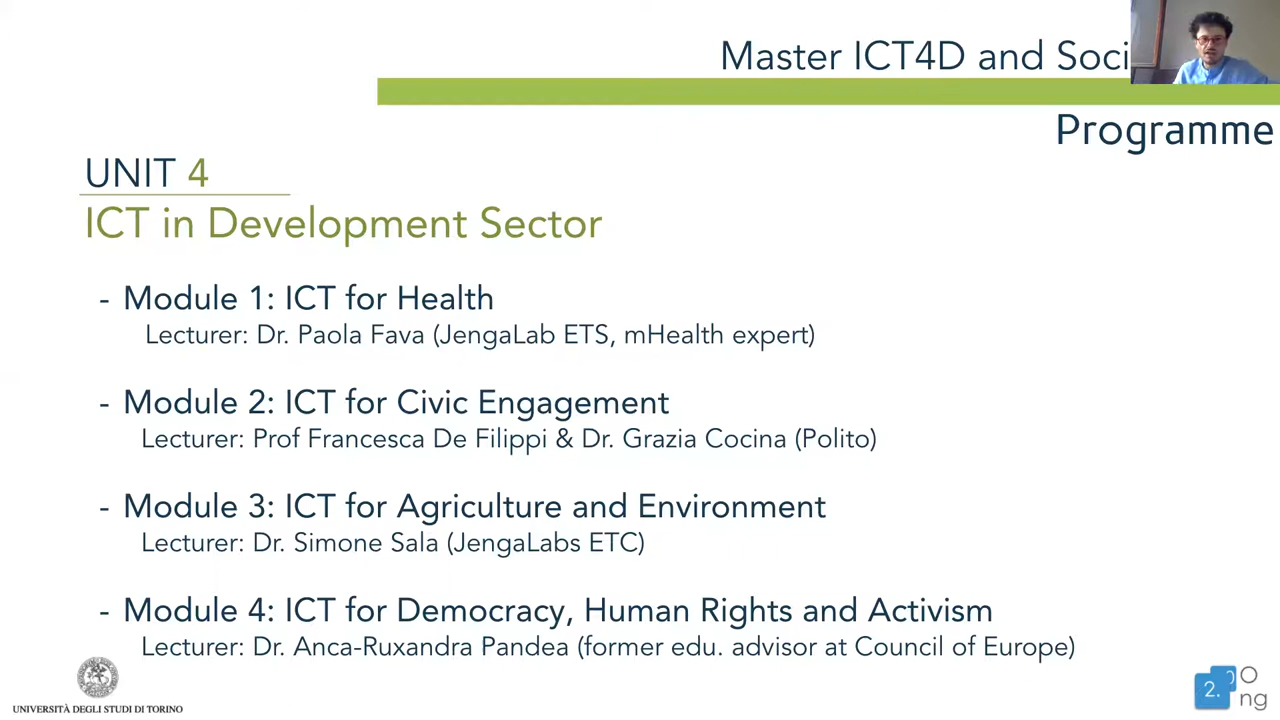 Master ICT4D and Soci
Programme
UNIT 4
ICT in Development Sector
- Module 1: ICT for Health
Lecturer: Dr. Paola Fava (JengaLab ETS, mHealth expert)
- Module 2: ICT for Civic Engagement
Lecturer: Prof Francesca De Filippi & Dr. Grazia Cocina (Polito)
- Module 3: ICT for Agriculture and Environment
Lecturer: Dr. Simone Sala (JengaLabs ETC)
- Module 4: ICT for Democracy, Human Rights and Activism
Lecturer: Dr. Anca-Ruxandra Pandea (former edu. advisor at Council of Europe)
UNIVERSITÀ DEGLI STUDI DI TORINO
2.
O
ng